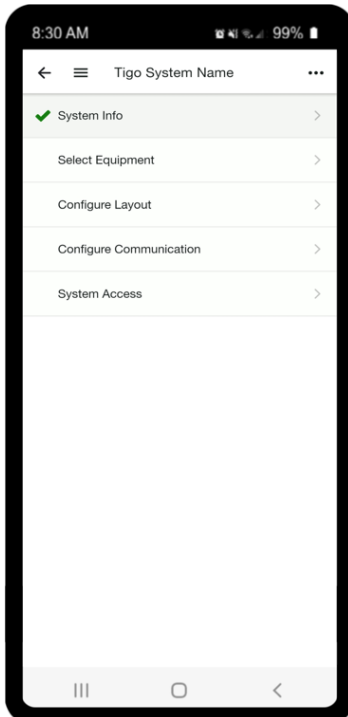 8:30 AM 99%
Tigo System Name
System Info
Select Equipment
Configure Layout
Configure Communication
System Access